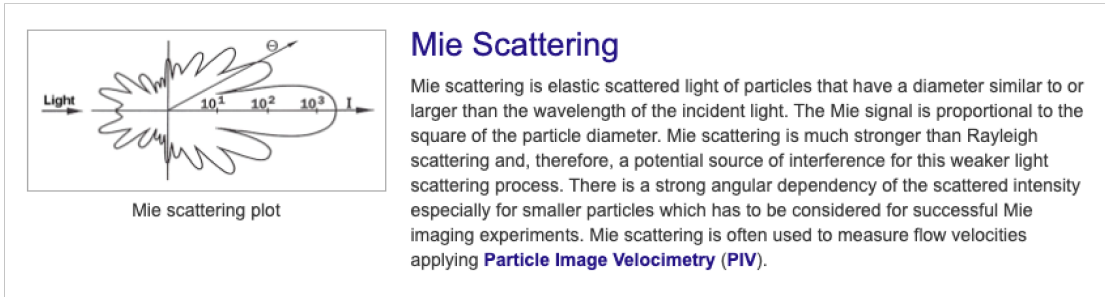 Light
Θ
10¹ 10² 10³ I
Mie scattering plot
Mie Scattering
Mie scattering is elastic scattered light of particles that have a diameter similar to or
larger than the wavelength of the incident light. The Mie signal is proportional to the
square of the particle diameter. Mie scattering is much stronger than Rayleigh
scattering and, therefore, a potential source of interference for this weaker light
scattering process. There is a strong angular dependency of the scattered intensity
especially for smaller particles which has to be considered for successful Mie
imaging experiments. Mie scattering is often used to measure flow velocities
applying Particle Image Velocimetry (PIV).